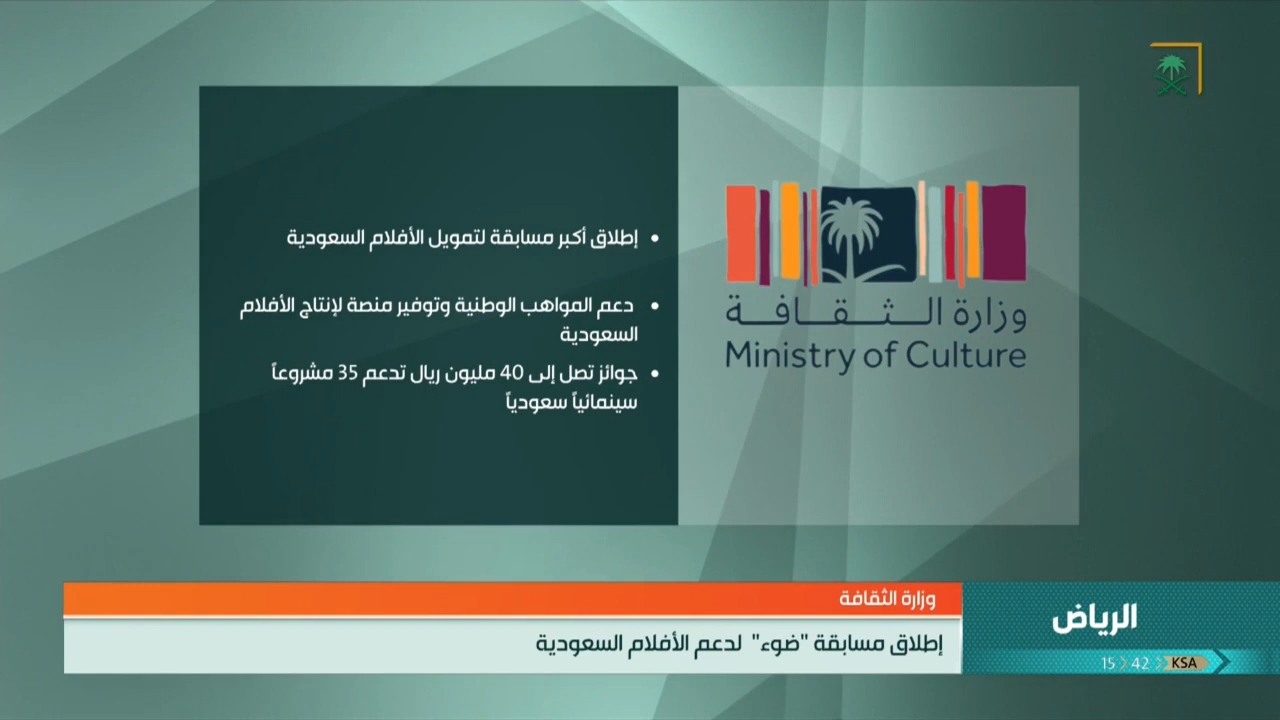 إطلاق أكبر مسابقة لتمويل الأفلام السعودية
دعم المواهب الوطنية وتوفير منصة لإنتاج الأفلام
السعودية
جوائز تصل إلى 40 مليون ريال تدعم 35 مشروعاً
سينمائياً سعودياً
وزارة الثقافة
Ministry of Culture
وزارة الثقافة
إطلاق مسابقة "ضوء" لدعم الأفلام السعودية
الرياض
15 42 KSA